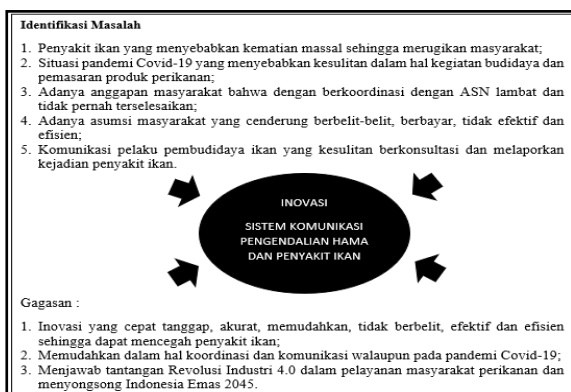 Identifikasi Masalah
1. Penyakit ikan yang menyebabkan kematian massal sehingga merugikan masyarakat;
2. Situasi pandemi Covid-19 yang menyebabkan kesulitan dalam hal kegiatan budidaya dan
pemasaran produk perikanan;
3. Adanya anggapan masyarakat bahwa dengan berkoordinasi dengan ASN lambat dan
tidak pernah terselesaikan;
4. Adanya asumsi masyarakat yang cenderung berbelit-belit, berbayar, tidak efektif dan
efisien;
5. Komunikasi pelaku pembudidaya ikan yang kesulitan berkonsultasi dan melaporkan
kejadian penyakit ikan.
INOVASI
SISTEM KOMUNIKASI
PENGENDALIAN HAMA
DAN PENYAKIT IKAN
Gagasan :
1. Inovasi yang cepat tanggap, akurat, memudahkan, tidak berbelit, efektif dan efisien
sehingga dapat mencegah penyakit ikan;
2. Memudahkan dalam hal koordinasi dan komunikasi walaupun pada pandemi Covid-19;
3. Menjawab tantangan Revolusi Industri 4.0 dalam pelayanan masyarakat perikanan dan
menyongsong Indonesia Emas 2045.